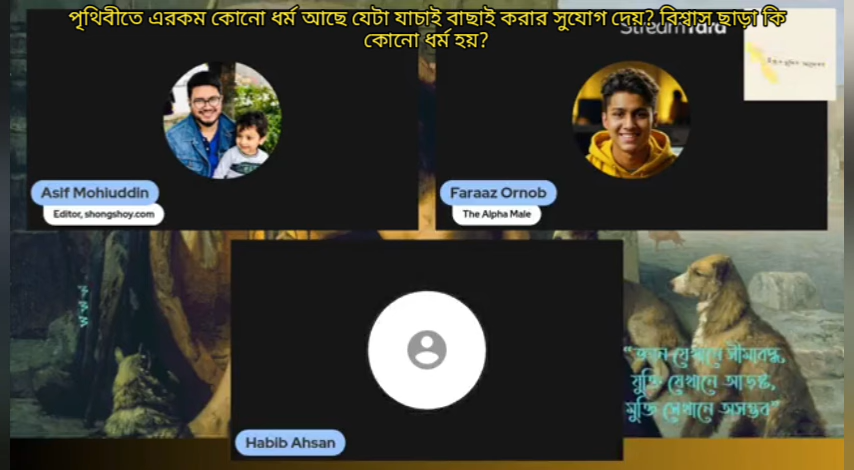 পৃথিবীতে এরকম কোনো ধর্ম আছে যেটা যাচাই বাছাই করার সুযোগ দেয়? বিশ্বাস ছাড়া কি
কোনো ধর্ম হয়?
StreamYard
Asif Mohiuddin
Editor, shongshoy.com
Faraaz Ornob
The Alpha Male
Habib Ahsan
"জ্ঞান যেখানে সীমাবদ্ধ,
যুক্তি যেখানে আড়ষ্ট,
মুক্তি সেখানে অসম্ভব"